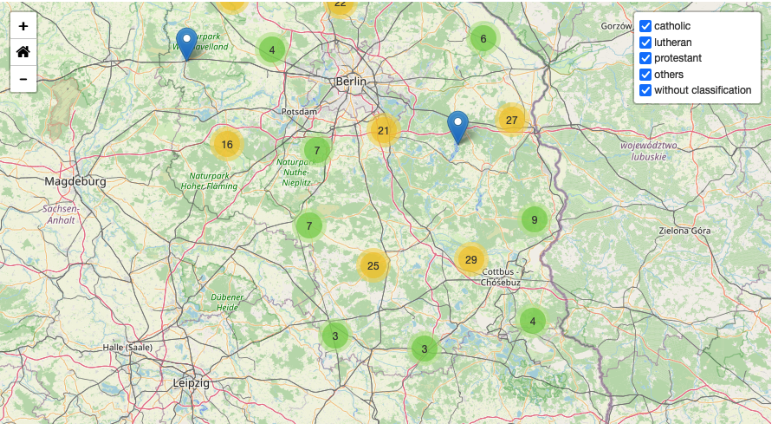 22
Gorzów
+
Naturpark
Westhavelland
4
6
catholic
lutheran
protestant
others
without classification
−
Berlin
Potsdam
21
27
16
7
województwo
lubuskie
Naturpark
Nuthe
Nieplitz
Magdeburg
Naturpark
Hoher Fläming
Sachsen-
Anhalt
7
9
Zielona Góra
25
29
Cottbus -
Chóśebuz
Dübener
Heide
4
3
3
Halle (Saale)
Leipzig